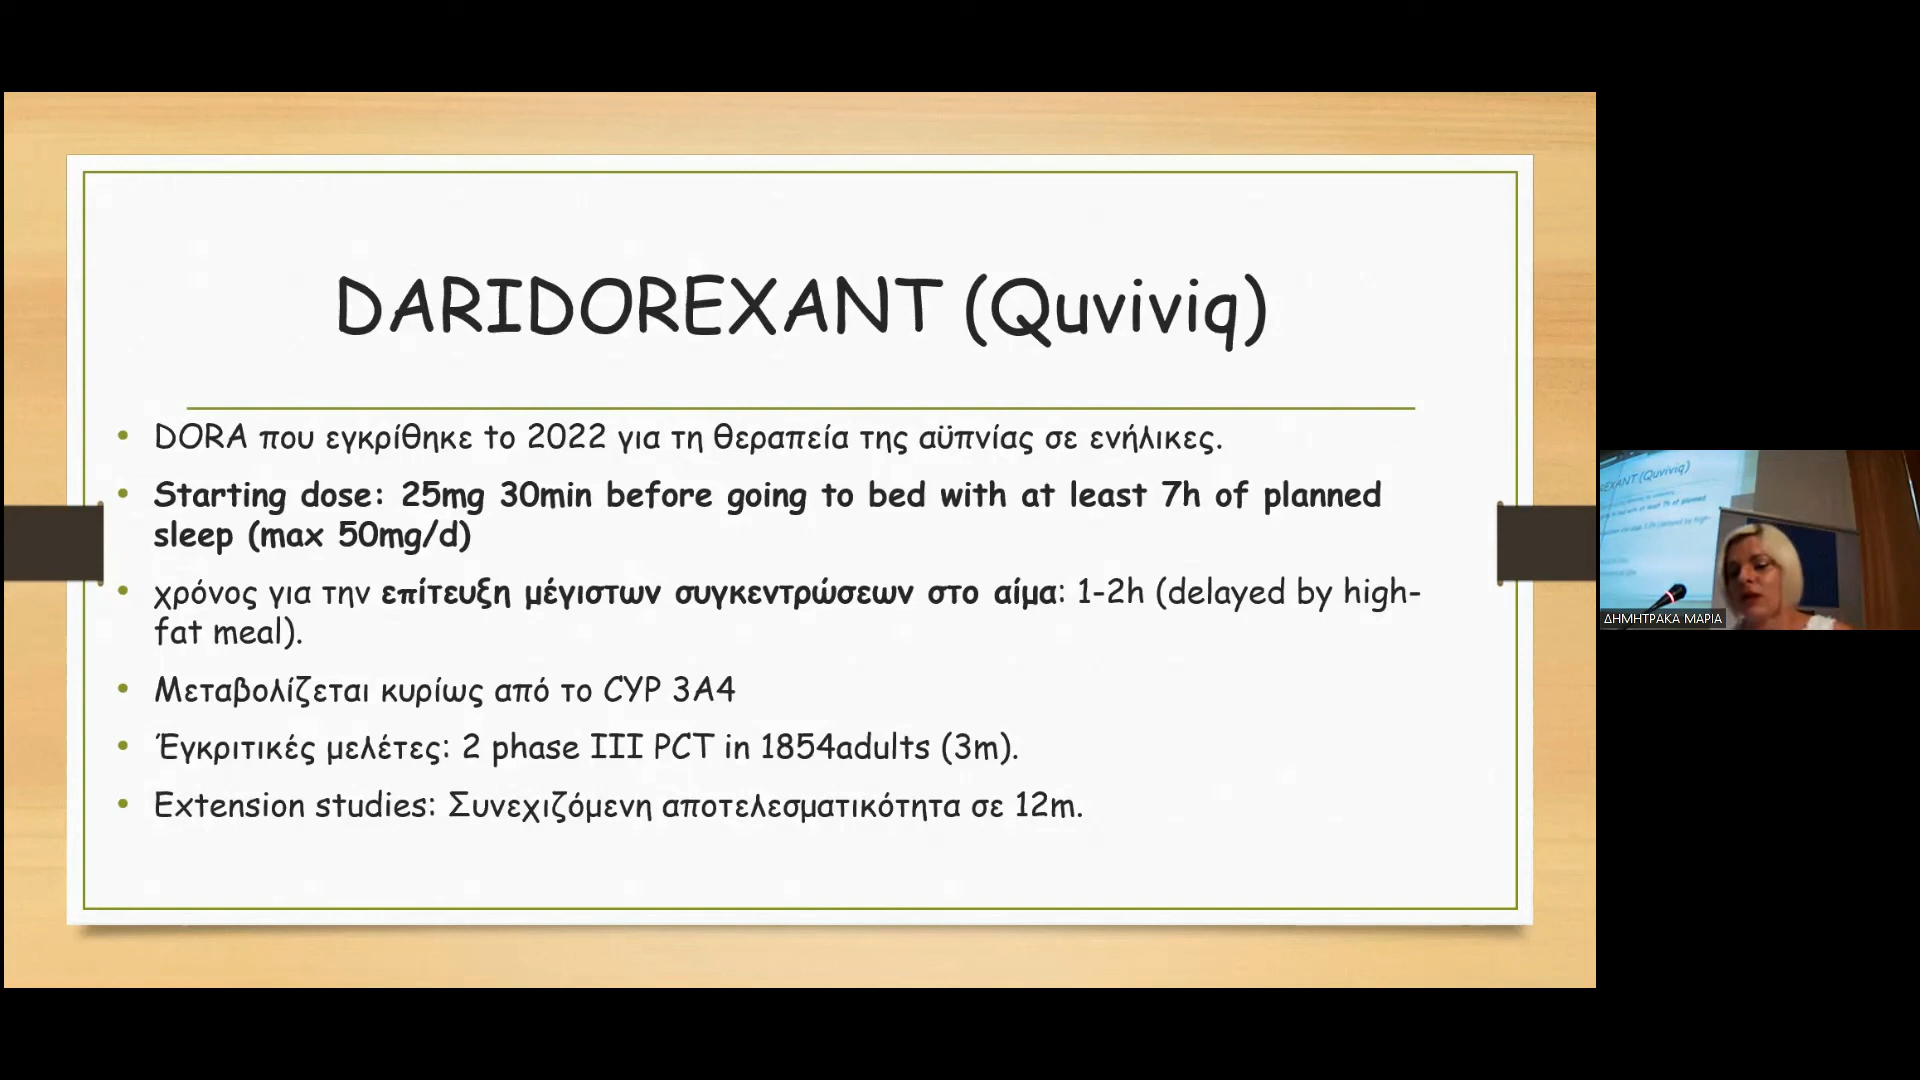 DARIDOREXANT (Quviviq)
• DORA που εγκρίθηκε to 2022 για τη θεραπεία της αϋπνίας σε ενήλικες.
• Starting dose: 25mg 30min before going to bed with at least 7h of planned
sleep (max 50mg/d)
• χρόνος για την επίτευξη μέγιστων συγκεντρώσεων στο αίμα: 1-2h (delayed by high-
fat meal).
• Μεταβολίζεται κυρίως από το CYP 3A4
• Έγκριτικές μελέτες: 2 phase III PCT in 1854adults (3m).
• Extension studies: Συνεχιζόμενη αποτελεσματικότητα σε 12m.
REXANT (Quviviq)
ΔΗΜΗΤΡΑΚΑ ΜΑΡΙΑ